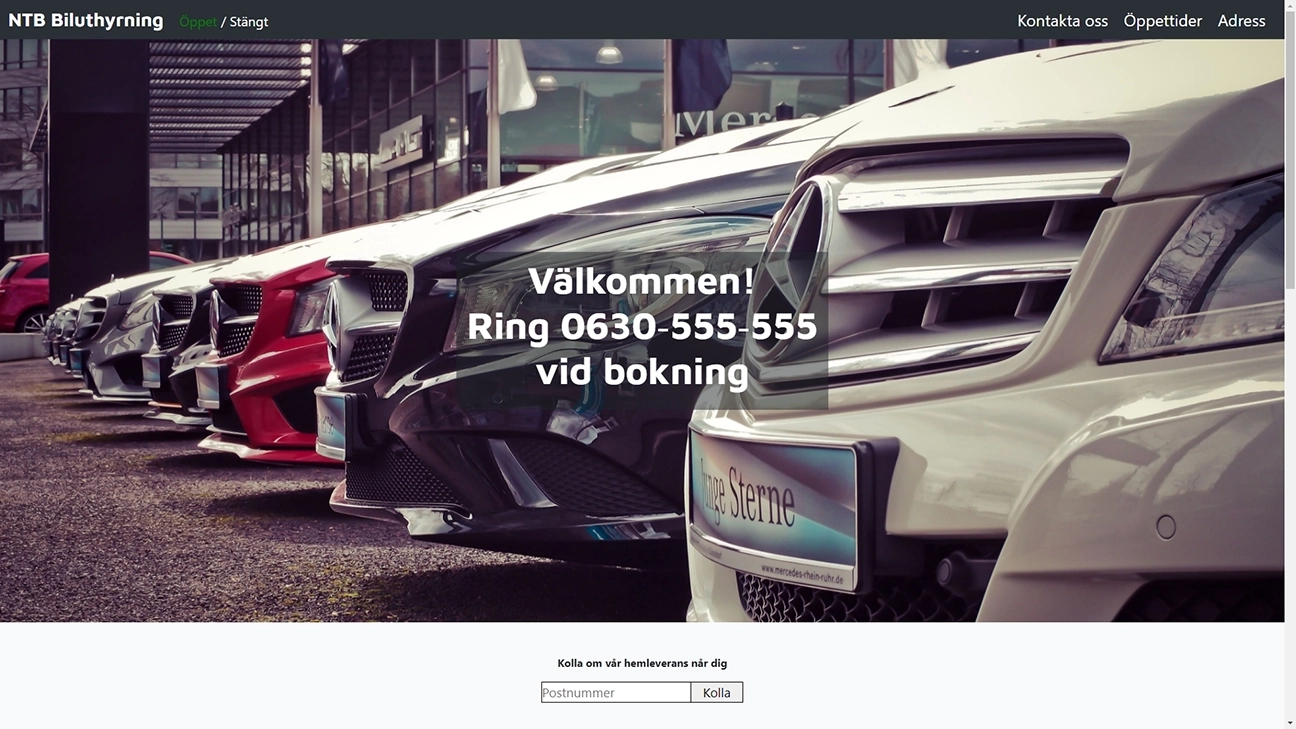 NTB Biluthyrning
Öppet / Stängt
Kontakta oss Öppettider Adress
Välkommen!
Ring 0630-555-555
vid bokning
Junge Sterne
www.mercedes-rhein-ruhr.de
Kolla om vår hemleverans når dig
Postnummer
Kolla